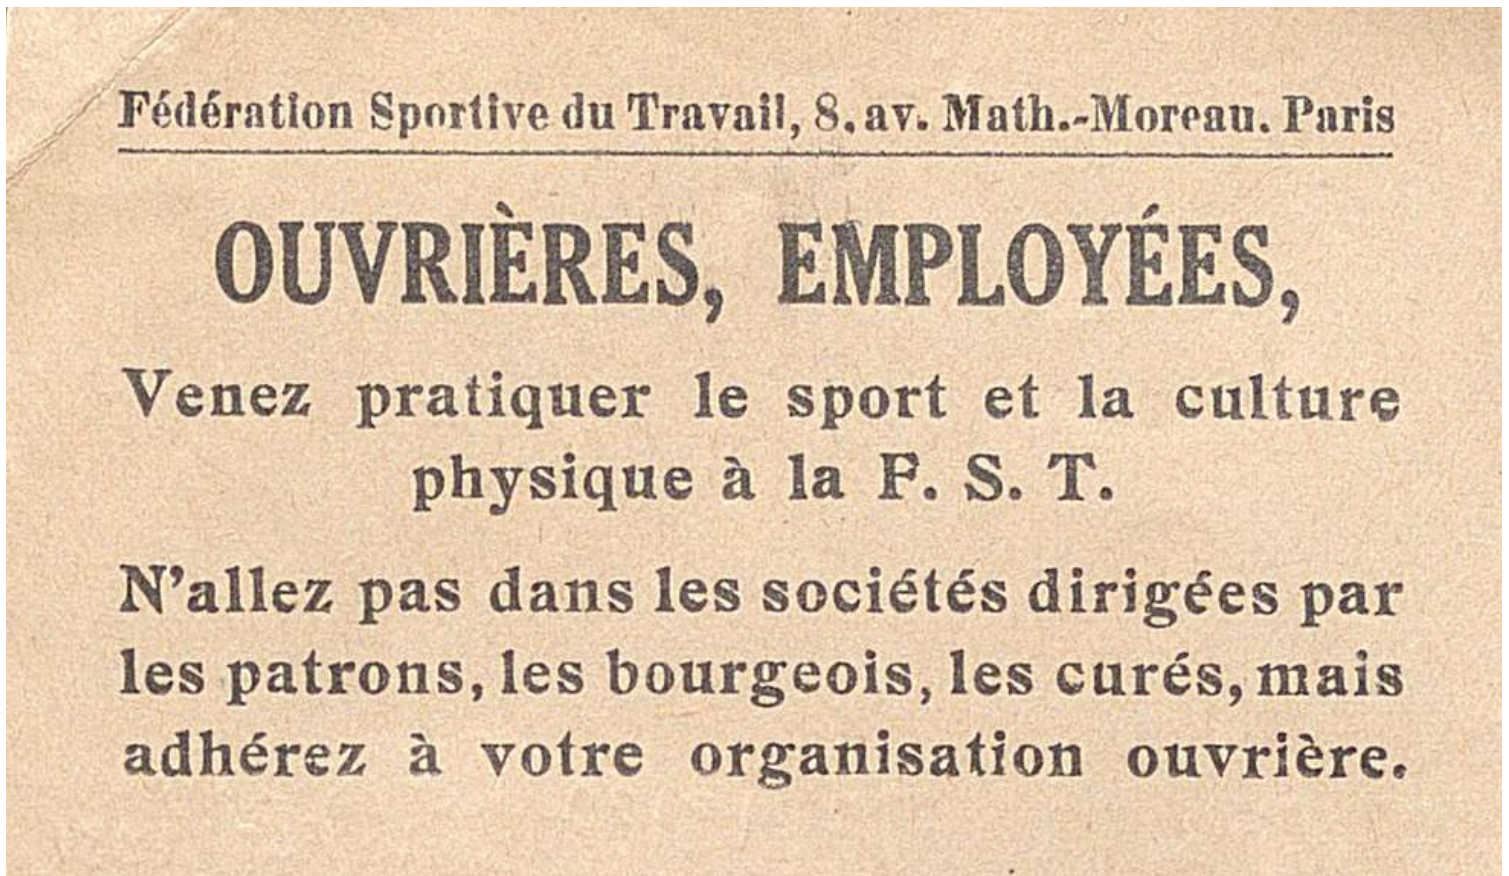 Fédération Sportive du Travail, 8, av. Math.-Moreau. Paris
OUVRIÈRES, EMPLOYÉES,
Venez pratiquer le sport et la culture
physique à la F. S. T.
N'allez pas dans les sociétés dirigées par
les patrons, les bourgeois, les curés, mais
adhérez à votre organisation ouvrière.